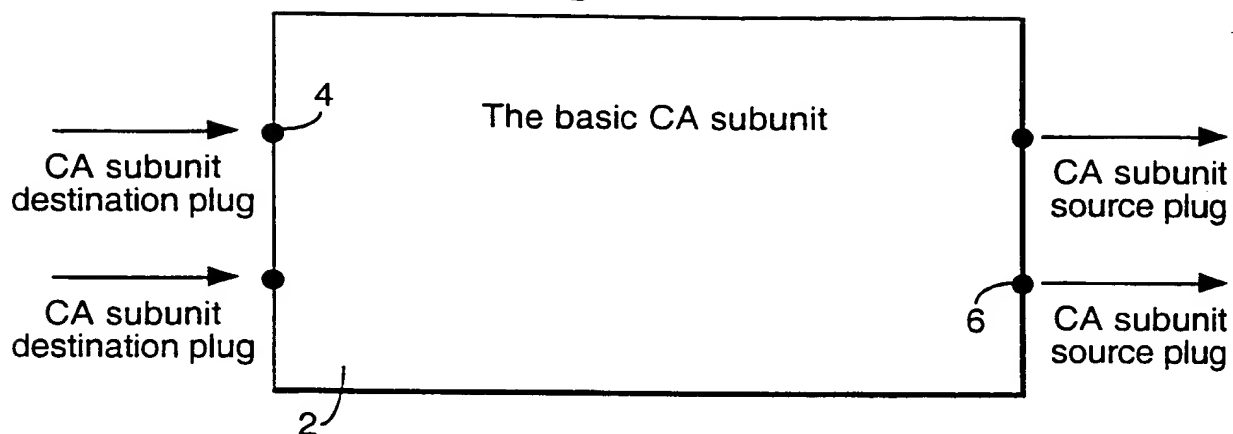 4
The basic CA subunit
CA subunit
destination plug
CA subunit
source plug
CA subunit
destination plug
6
CA subunit
source plug
2